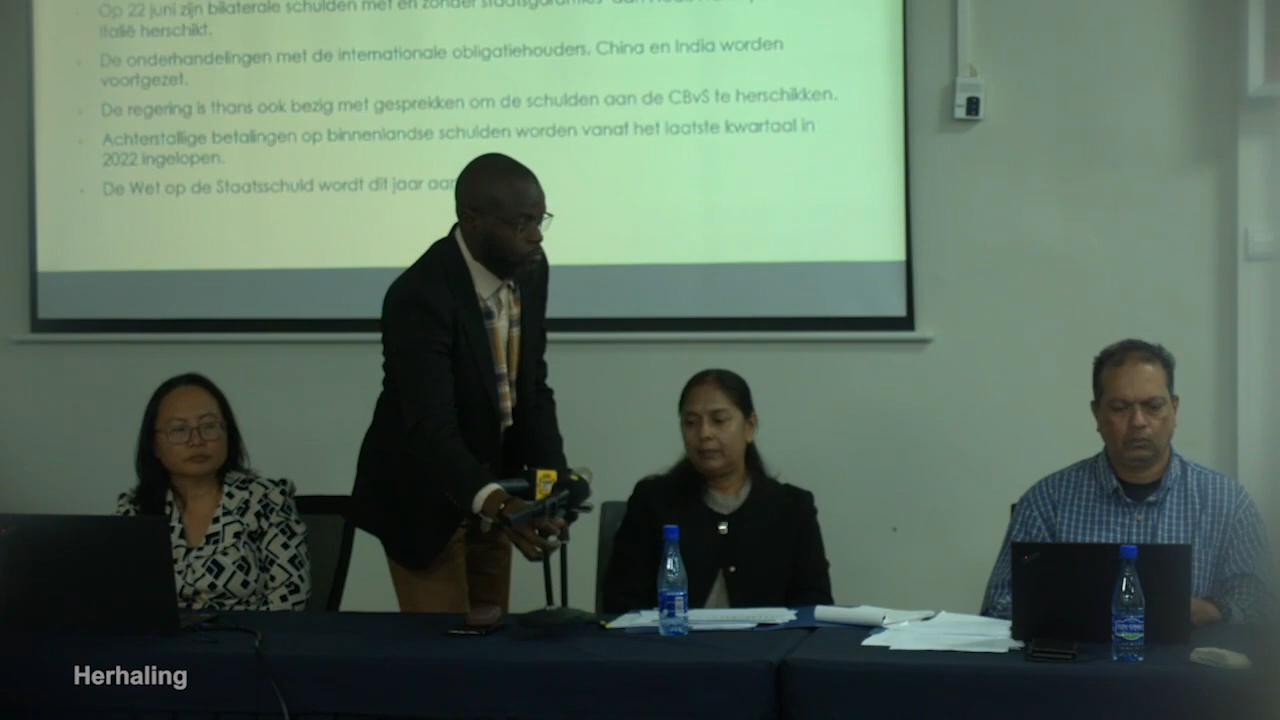 Op 22 juni zijn bilaterale schulden met en zonder staatsgaranties aan
Italië herschikt.
De onderhandelingen met de internationale obligatiehouders, China en India worden
voortgezet.
De regering is thans ook bezig met gesprekken om de schulden aan de CBvS te herschikken.
Achterstallige betalingen op binnenlandse schulden worden vanaf het laatste kwartaal in
2022 ingelopen.
De Wet op de Staatsschuld wordt dit jaar
Herhaling